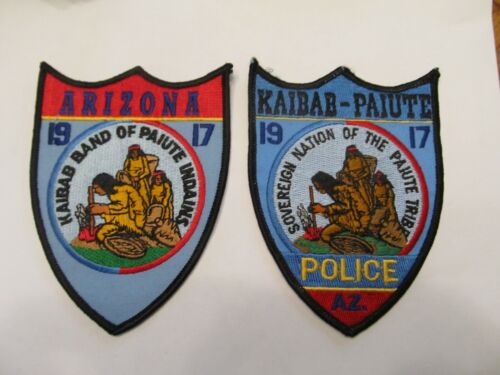 ARIZONA
19 17
KAIBAB BAND OF PAIUTE INDAINS
KAIBAB-PAIUTE
19 17
SOVEREIGN NATION OF THE PAIUTE TRIBE
POLICE
AZ.